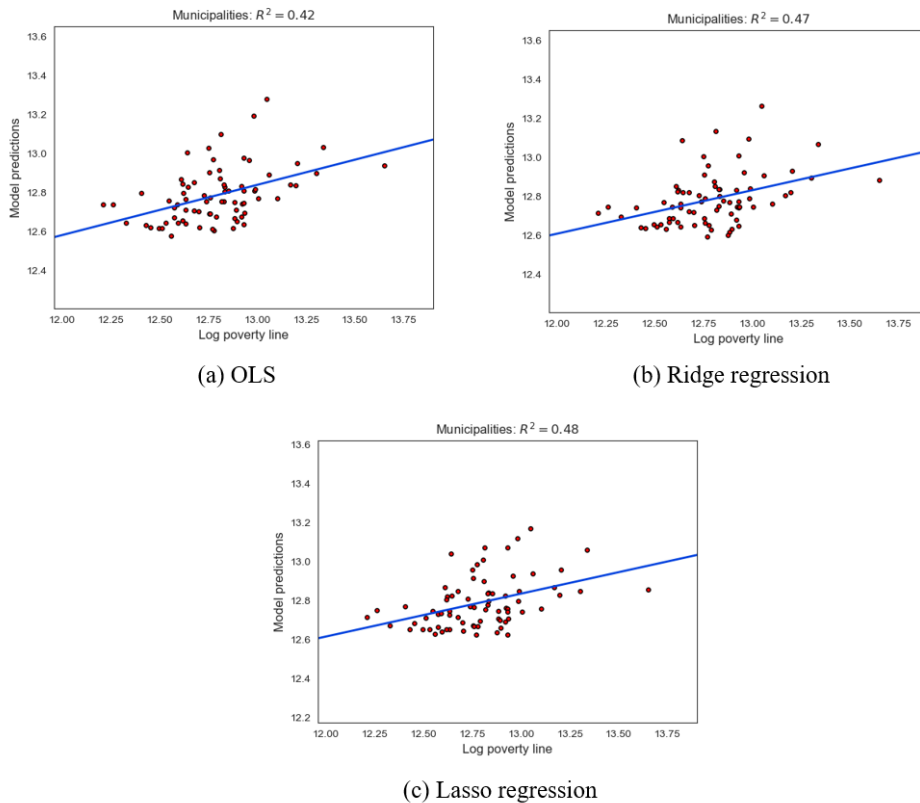 Municipalities: R² = 0.42
13.6
13.4
13.2
13.0
12.8
12.6
12.4
Model predictions
12.00 12.25 12.50 12.75 13.00 13.25 13.50 13.75
Log poverty line
(a) OLS
Municipalities: R² = 0.47
13.6
13.4
13.2
13.0
12.8
12.6
12.4
Model predictions
12.00 12.25 12.50 12.75 13.00 13.25 13.50 13.75
Log poverty line
(b) Ridge regression
Municipalities: R² = 0.48
13.6
13.4
13.2
13.0
12.8
12.6
12.4
12.2
Model predictions
12.00 12.25 12.50 12.75 13.00 13.25 13.50 13.75
Log poverty line
(c) Lasso regression